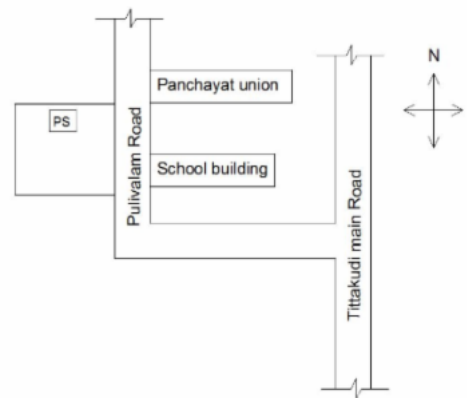 N
Panchayat union
PS
School building
Pulivalam Road
Tittakudi main Road